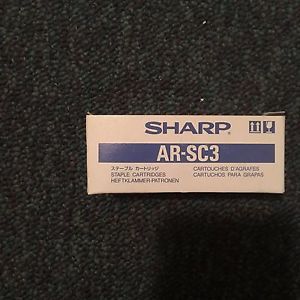 SHARP®
AR-SC3
ステープル カートリッジ
STAPLE CARTRIDGES
HEFTKLAMMER-PATRONEN
CARTOUCHES D'AGRAFES
CARTUCHOS PARA GRAPAS